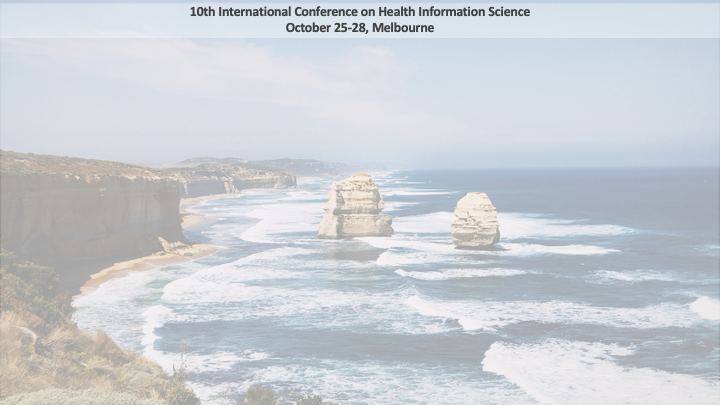 10th International Conference on Health Information Science
October 25-28, Melbourne